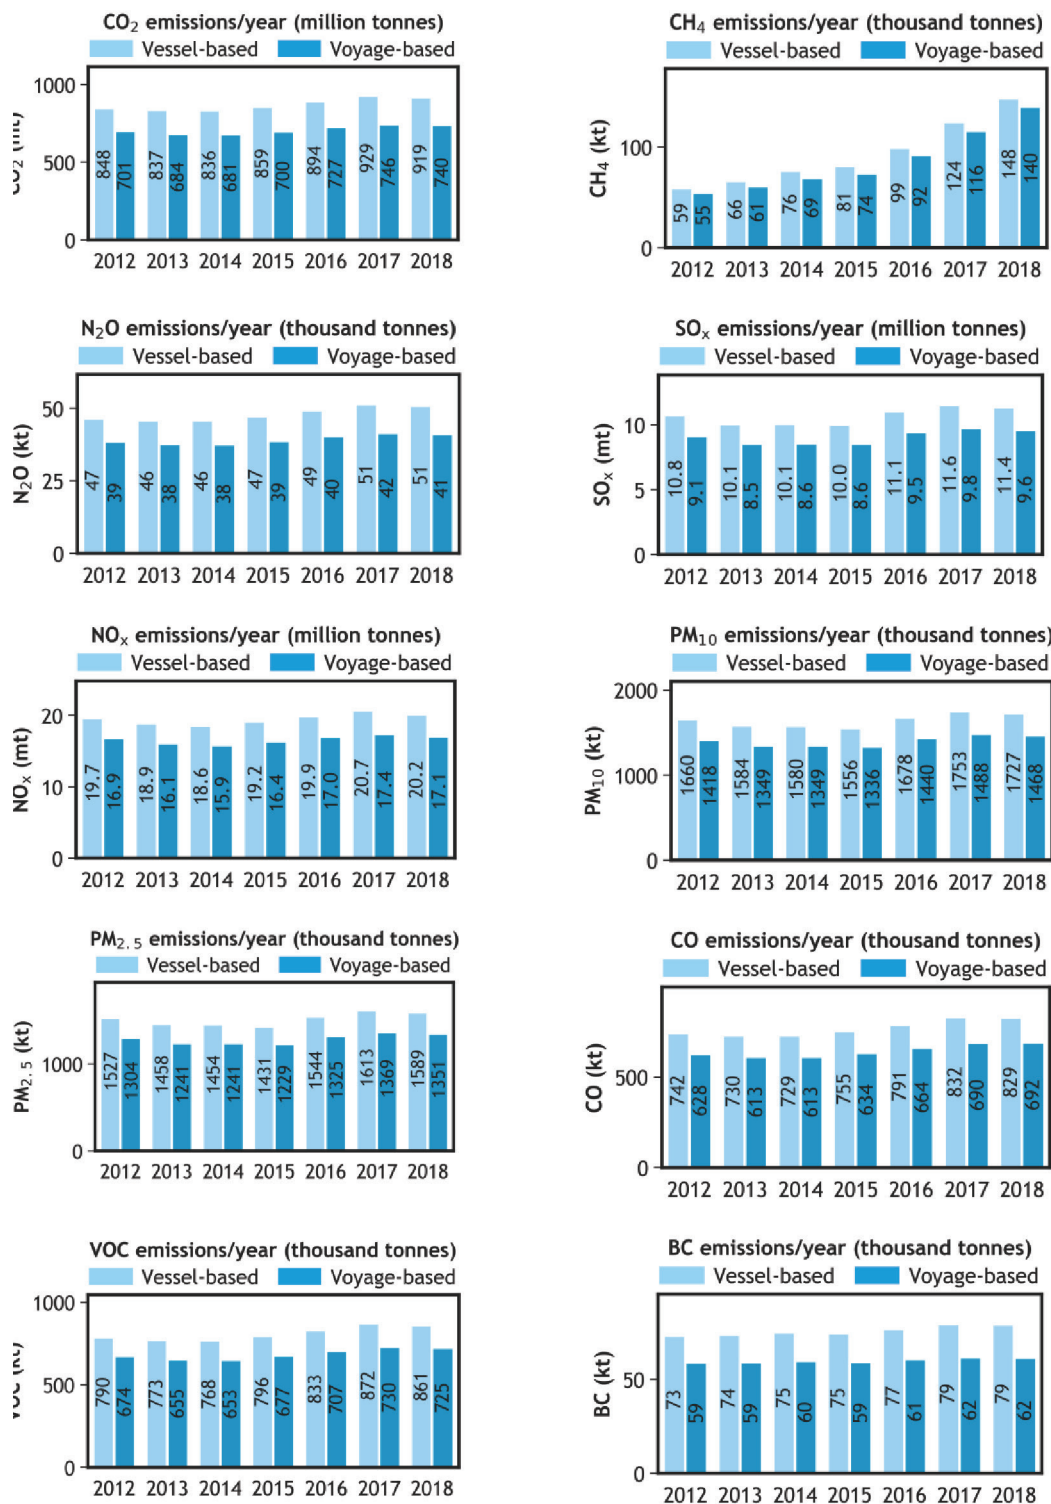 CO₂ emissions/year (million tonnes)
Vessel-based Voyage-based
CO₂ (mt)
1000
500
0
848 701 837 684 836 681 859 700 894 727 929 746 919 740
2012 2013 2014 2015 2016 2017 2018
CH₄ emissions/year (thousand tonnes)
Vessel-based Voyage-based
CH₄ (kt)
100
0
59 55 66 61 76 69 81 74 99 92 124 116 148 140
2012 2013 2014 2015 2016 2017 2018
N₂O emissions/year (thousand tonnes)
Vessel-based Voyage-based
N₂O (kt)
50
25
0
47 39 46 38 46 38 47 39 49 40 51 42 51 41
2012 2013 2014 2015 2016 2017 2018
SOₓ emissions/year (million tonnes)
Vessel-based Voyage-based
SOₓ (mt)
10
5
0
10.8 9.1 10.1 8.5 10.1 8.6 10.0 8.6 11.1 9.5 11.6 9.8 11.4 9.6
2012 2013 2014 2015 2016 2017 2018
NOₓ emissions/year (million tonnes)
Vessel-based Voyage-based
NOₓ (mt)
20
10
0
19.7 16.9 18.9 16.1 18.6 15.9 19.2 16.4 19.9 17.0 20.7 17.4 20.2 17.1
2012 2013 2014 2015 2016 2017 2018
PM₁₀ emissions/year (thousand tonnes)
Vessel-based Voyage-based
PM₁₀ (kt)
2000
1000
0
1660 1418 1584 1349 1580 1349 1556 1336 1678 1440 1753 1488 1727 1468
2012 2013 2014 2015 2016 2017 2018
PM₂.₅ emissions/year (thousand tonnes)
Vessel-based Voyage-based
PM₂.₅ (kt)
1000
0
1527 1304 1458 1241 1454 1241 1431 1229 1544 1325 1613 1369 1589 1351
2012 2013 2014 2015 2016 2017 2018
CO emissions/year (thousand tonnes)
Vessel-based Voyage-based
CO (kt)
500
0
742 628 730 613 729 613 755 634 791 664 832 690 829 692
2012 2013 2014 2015 2016 2017 2018
VOC emissions/year (thousand tonnes)
Vessel-based Voyage-based
VOC (kt)
1000
500
0
790 674 773 655 768 653 796 677 833 707 872 730 861 725
2012 2013 2014 2015 2016 2017 2018
BC emissions/year (thousand tonnes)
Vessel-based Voyage-based
BC (kt)
50
0
73 59 74 59 75 60 75 59 77 61 79 62 79 62
2012 2013 2014 2015 2016 2017 2018